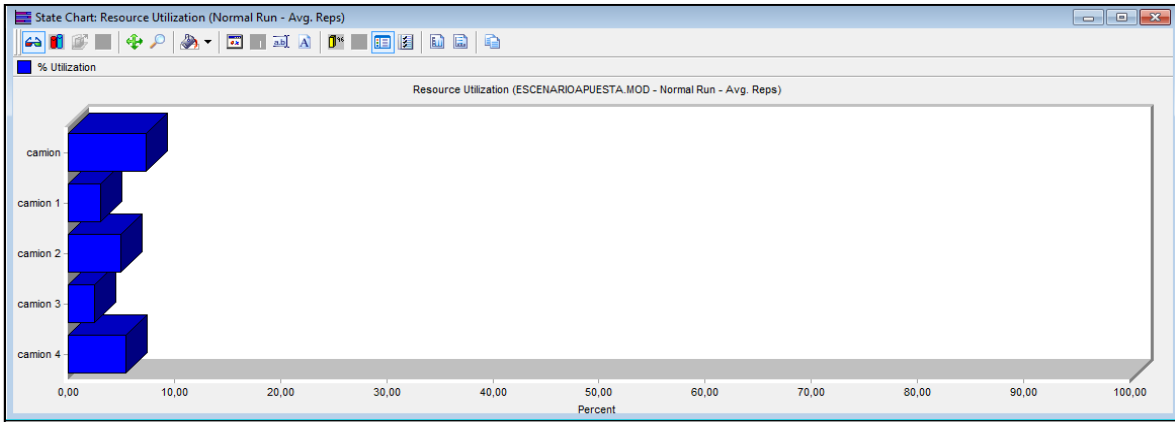 State Chart: Resource Utilization (Normal Run - Avg. Reps)
% Utilization
Resource Utilization (ESCENARIOAPUESTA.MOD - Normal Run - Avg. Reps)
camion
camion 1
camion 2
camion 3
camion 4
0,00 10,00 20,00 30,00 40,00 50,00 60,00 70,00 80,00 90,00 100,00
Percent